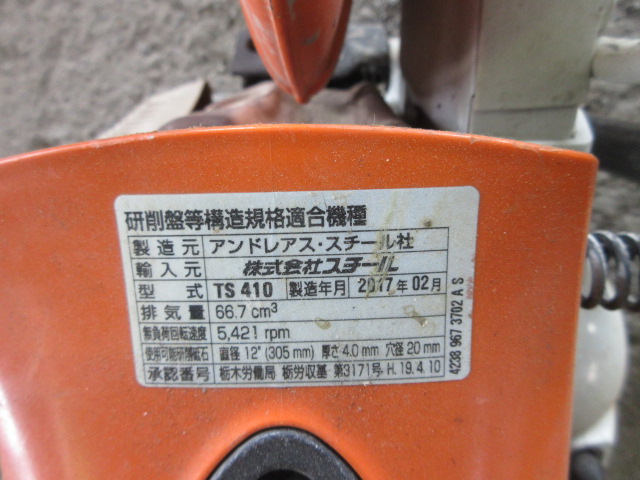 研削盤等構造規格適合機種
製造元 アンドレアス・スチール社
輸入元 株式会社スチール
型式 TS 410 製造年月 2017年02月
排気量 66.7 cm³
無負荷回転速度 5,421 rpm
使用可能研削砥石 直径 12" (305 mm) 厚さ 4.0 mm 穴径 20 mm
承認番号 栃木労働局 栃労収基 第3171号 H.19.4.10
4238 967 3702 A S